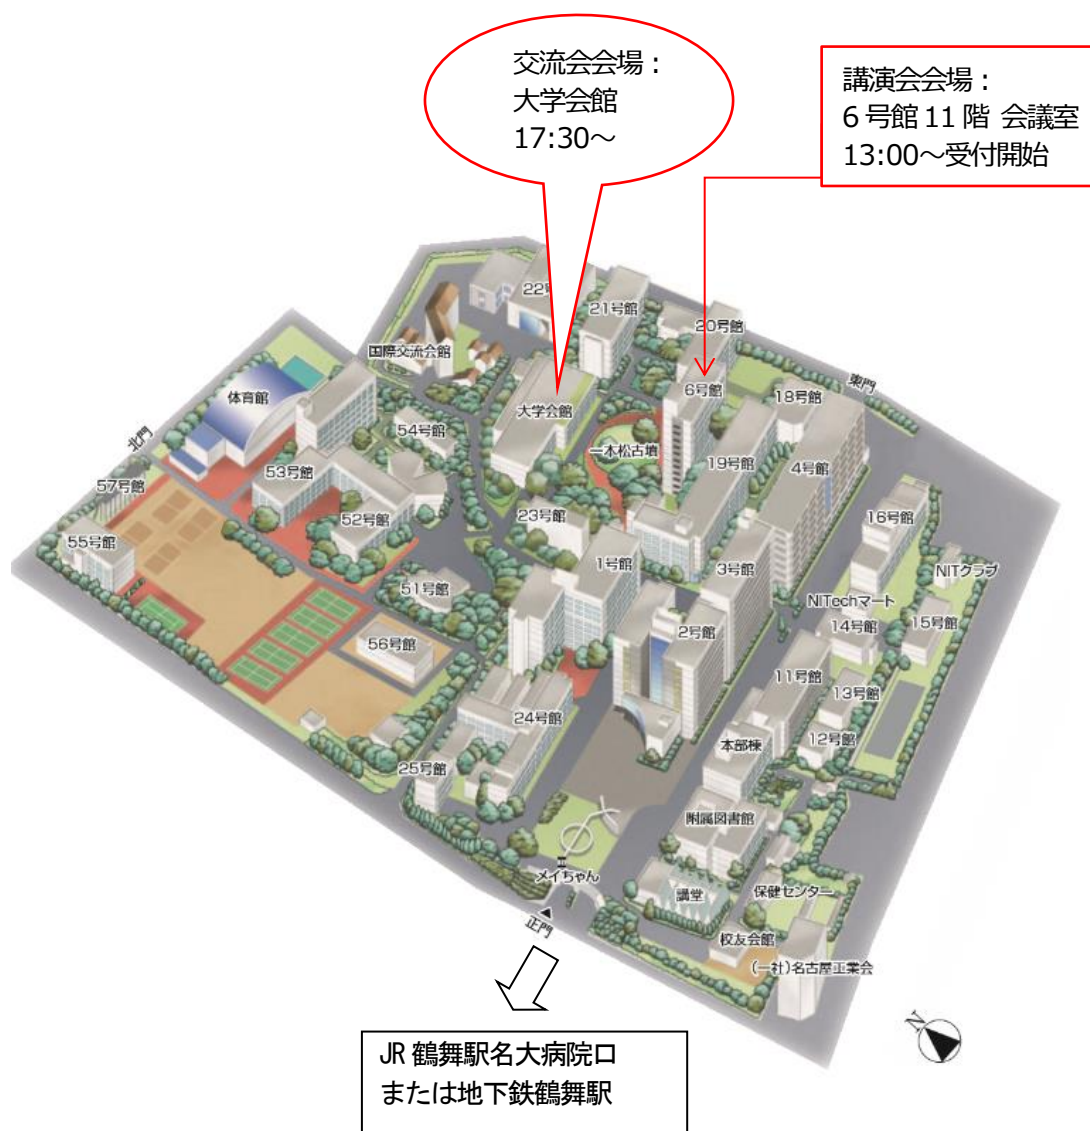 交流会会場：
大学会館
17:30～
講演会会場：
6 号館 11 階 会議室
13:00～受付開始
22号館
21号館
20号館
国際交流会館
6号館
東門
18号館
体育館
大学会館
54号館
一本松古墳
北門
19号館
4号館
53号館
57号館
52号館
23号館
16号館
55号館
1号館
3号館
NITクラブ
51号館
NITechマート
2号館
14号館
15号館
56号館
11号館
13号館
24号館
本部棟
12号館
25号館
附属図書館
メイちゃん
講堂
保健センター
正門
校友会館
(一社)名古屋工業会
N
JR 鶴舞駅名大病院口
または地下鉄鶴舞駅